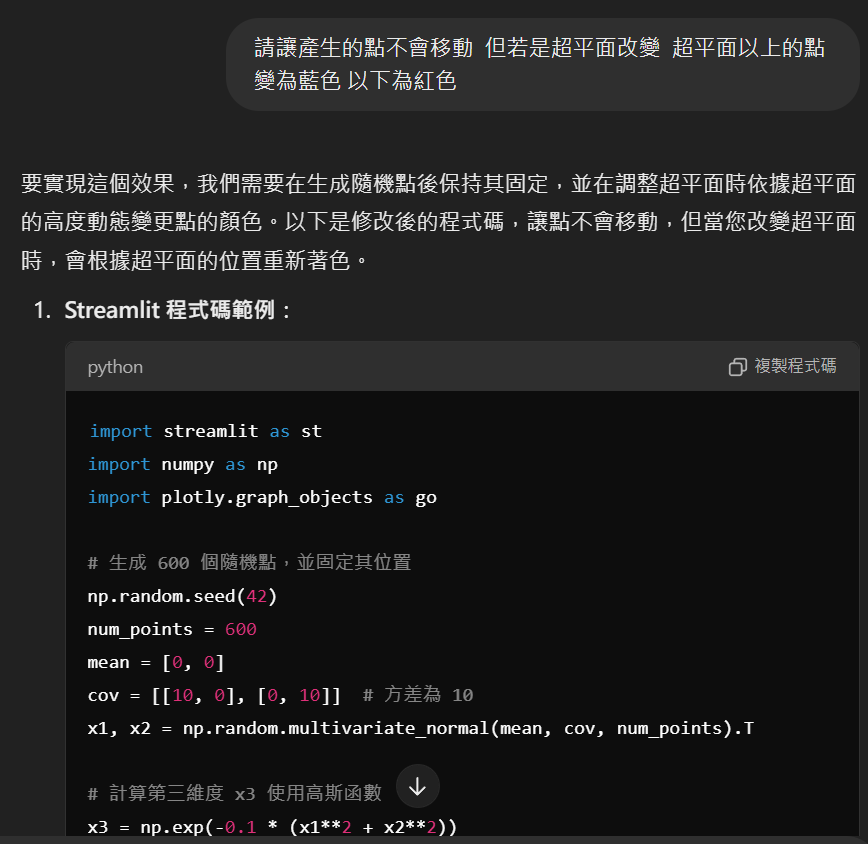 請讓產生的點不會移動 但若是超平面改變 超平面以上的點
變為藍色 以下為紅色
要實現這個效果，我們需要在生成隨機點後保持其固定，並在調整超平面時依據超平面
的高度動態變更點的顏色。以下是修改後的程式碼，讓點不會移動，但當您改變超平面
時，會根據超平面的位置重新著色。
1. Streamlit 程式碼範例：
python 複製程式碼
import streamlit as st
import numpy as np
import plotly.graph_objects as go
# 生成 600 個隨機點，並固定其位置
np.random.seed(42)
num_points = 600
mean = [0, 0]
cov = [[10, 0], [0, 10]]  # 方差為 10
x1, x2 = np.random.multivariate_normal(mean, cov, num_points).T
# 計算第三維度 x3 使用高斯函數
x3 = np.exp(-0.1 * (x1**2 + x2**2))